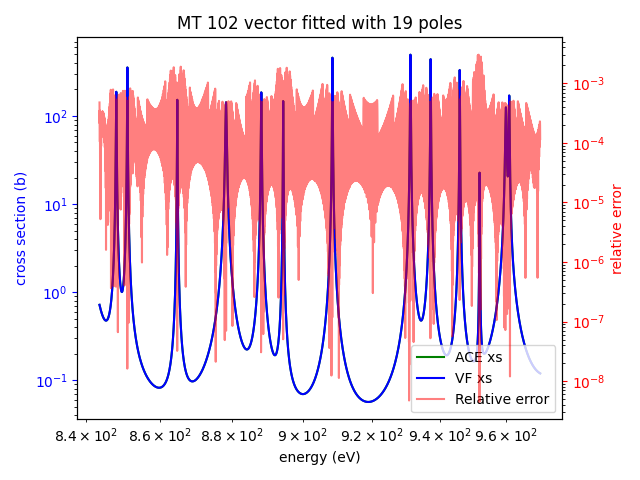 MT 102 vector fitted with 19 poles
cross section (b)
10²
10¹
10⁰
10⁻¹
10⁻³
10⁻⁴
10⁻⁵
10⁻⁶
10⁻⁷
10⁻⁸
relative error
ACE xs
VF xs
Relative error
8.4 × 10² 8.6 × 10² 8.8 × 10² 9 × 10² 9.2 × 10² 9.4 × 10² 9.6 × 10²
energy (eV)